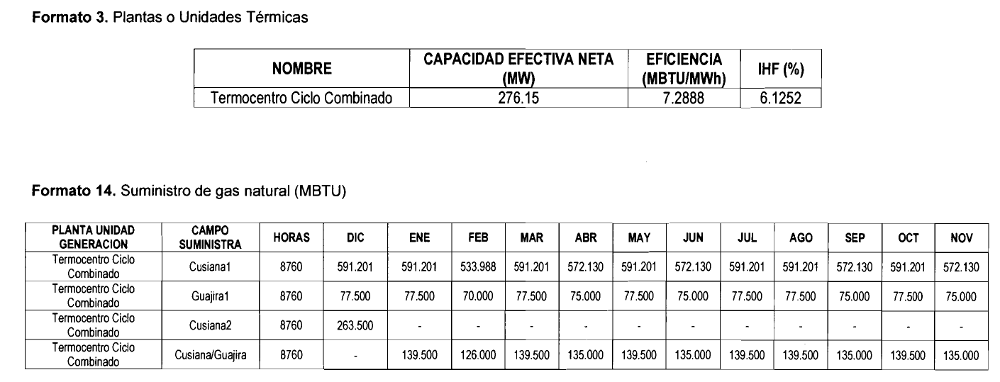 Formato 3. Plantas o Unidades Térmicas
NOMBRE CAPACIDAD EFECTIVA NETA (MW) EFICIENCIA (MBTU/MWh) IHF (%)
Termocentro Ciclo Combinado 276.15 7.2888 6.1252
Formato 14. Suministro de gas natural (MBTU)
PLANTA UNIDAD GENERACION CAMPO SUMINISTRA HORAS DIC ENE FEB MAR ABR MAY JUN JUL AGO SEP OCT NOV
Termocentro Ciclo Combinado Cusiana1 8760 591.201 591.201 533.988 591.201 572.130 591.201 572.130 591.201 591.201 572.130 591.201 572.130
Termocentro Ciclo Combinado Guajira1 8760 77.500 77.500 70.000 77.500 75.000 77.500 75.000 77.500 77.500 75.000 77.500 75.000
Termocentro Ciclo Combinado Cusiana2 8760 263.500 - - - - - - - - - - -
Termocentro Ciclo Combinado Cusiana/Guajira 8760 - 139.500 126.000 139.500 135.000 139.500 135.000 139.500 139.500 135.000 139.500 135.000